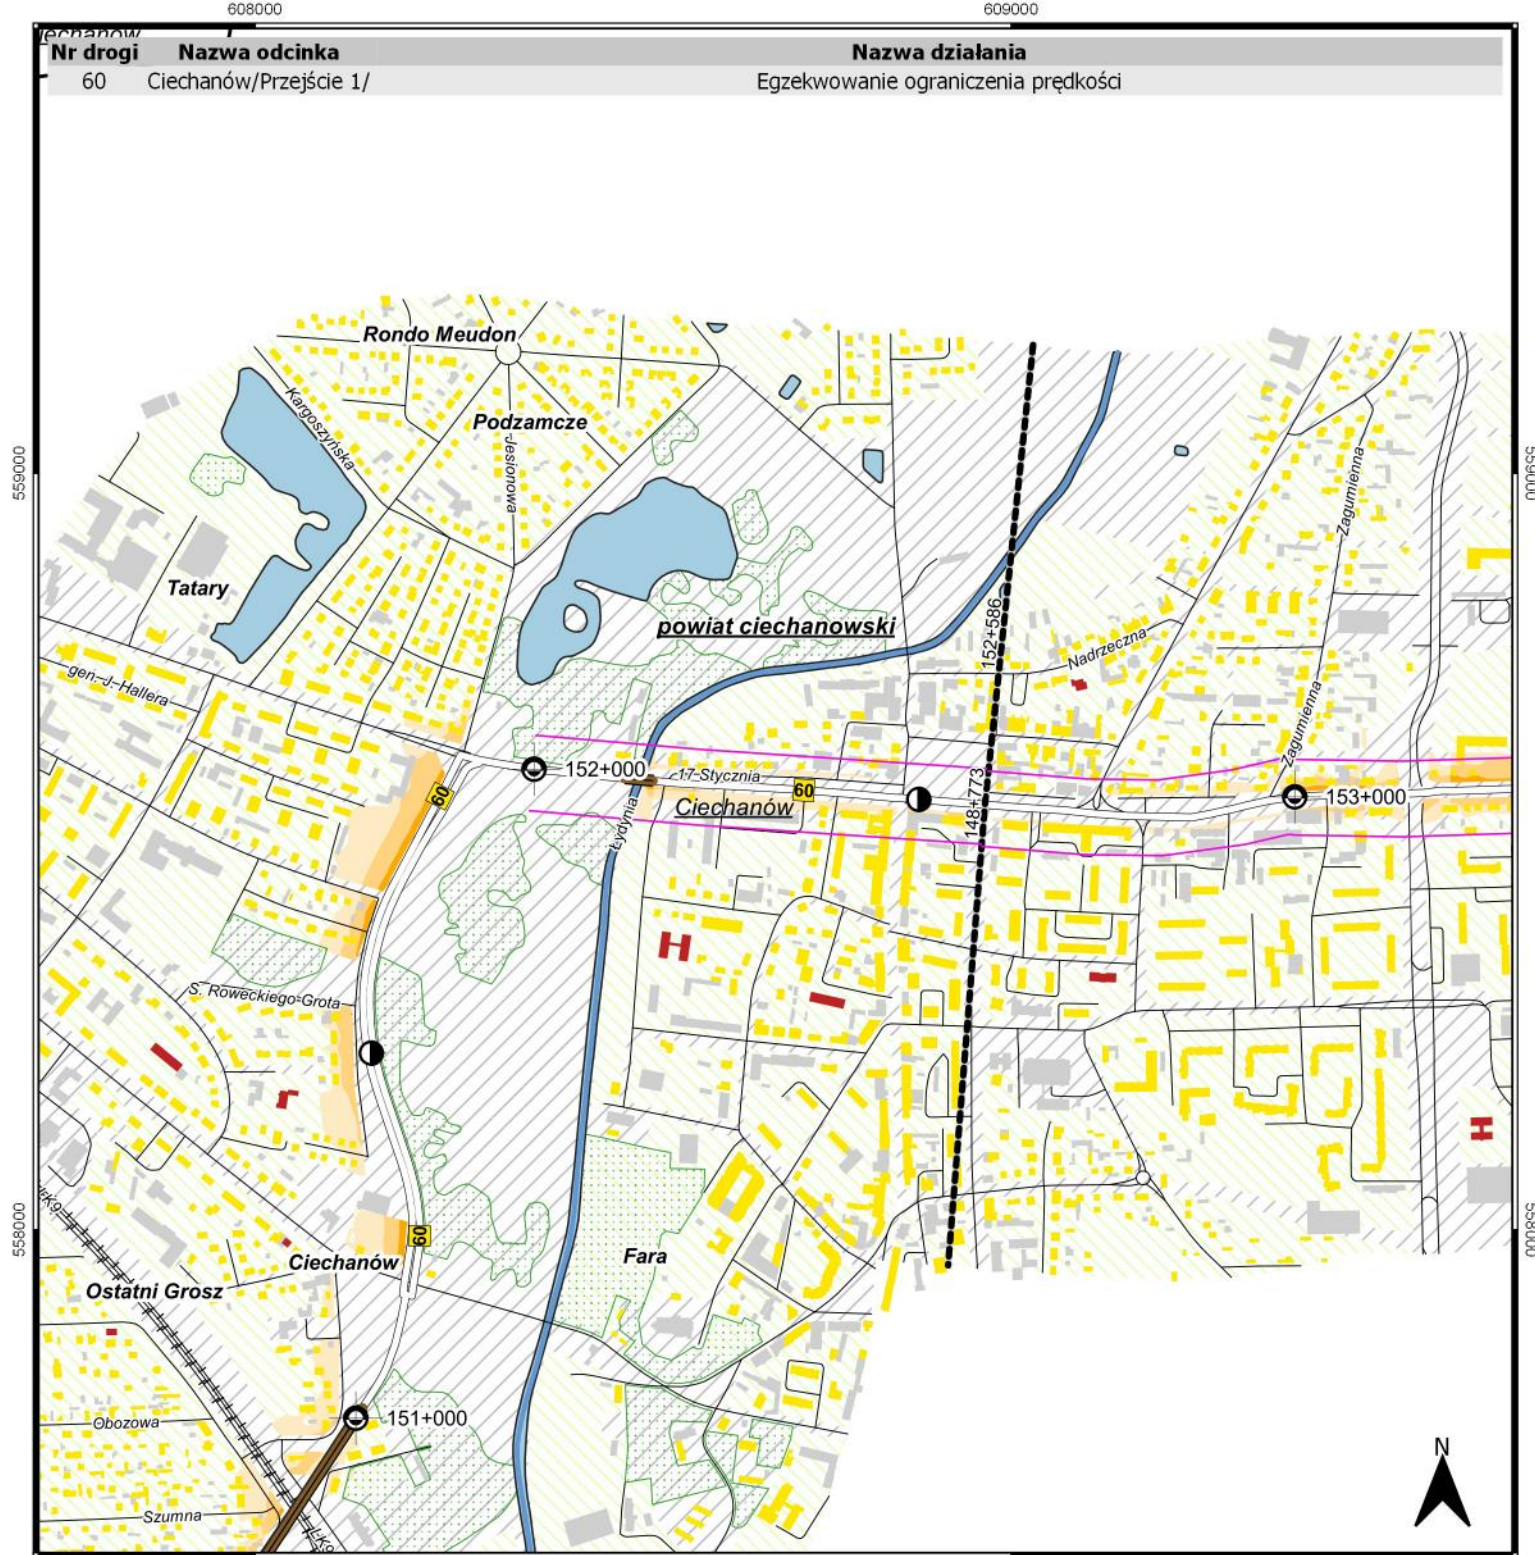 608000
609000
Nr drogi Nazwa odcinka Nazwa działania
60 Ciechanów/Przejście 1/ Egzekwowanie ograniczenia prędkości
Rondo Meudon
Kargoszyńska
Podzamcze
Jesionowa
559000
Zagumienna
Tatary
powiat ciechanowski
152+586
Nadrzeczna
gen. J. Hallera
Zagumienna
152+000
17 Stycznia
60
60
Ciechanów
148+773
153+000
Łydynia
S. Roweckiego-Grota
558000
LK9
60
Ciechanów
Fara
Ostatni Grosz
151+000
Obozowa
Szumna
LK9
N